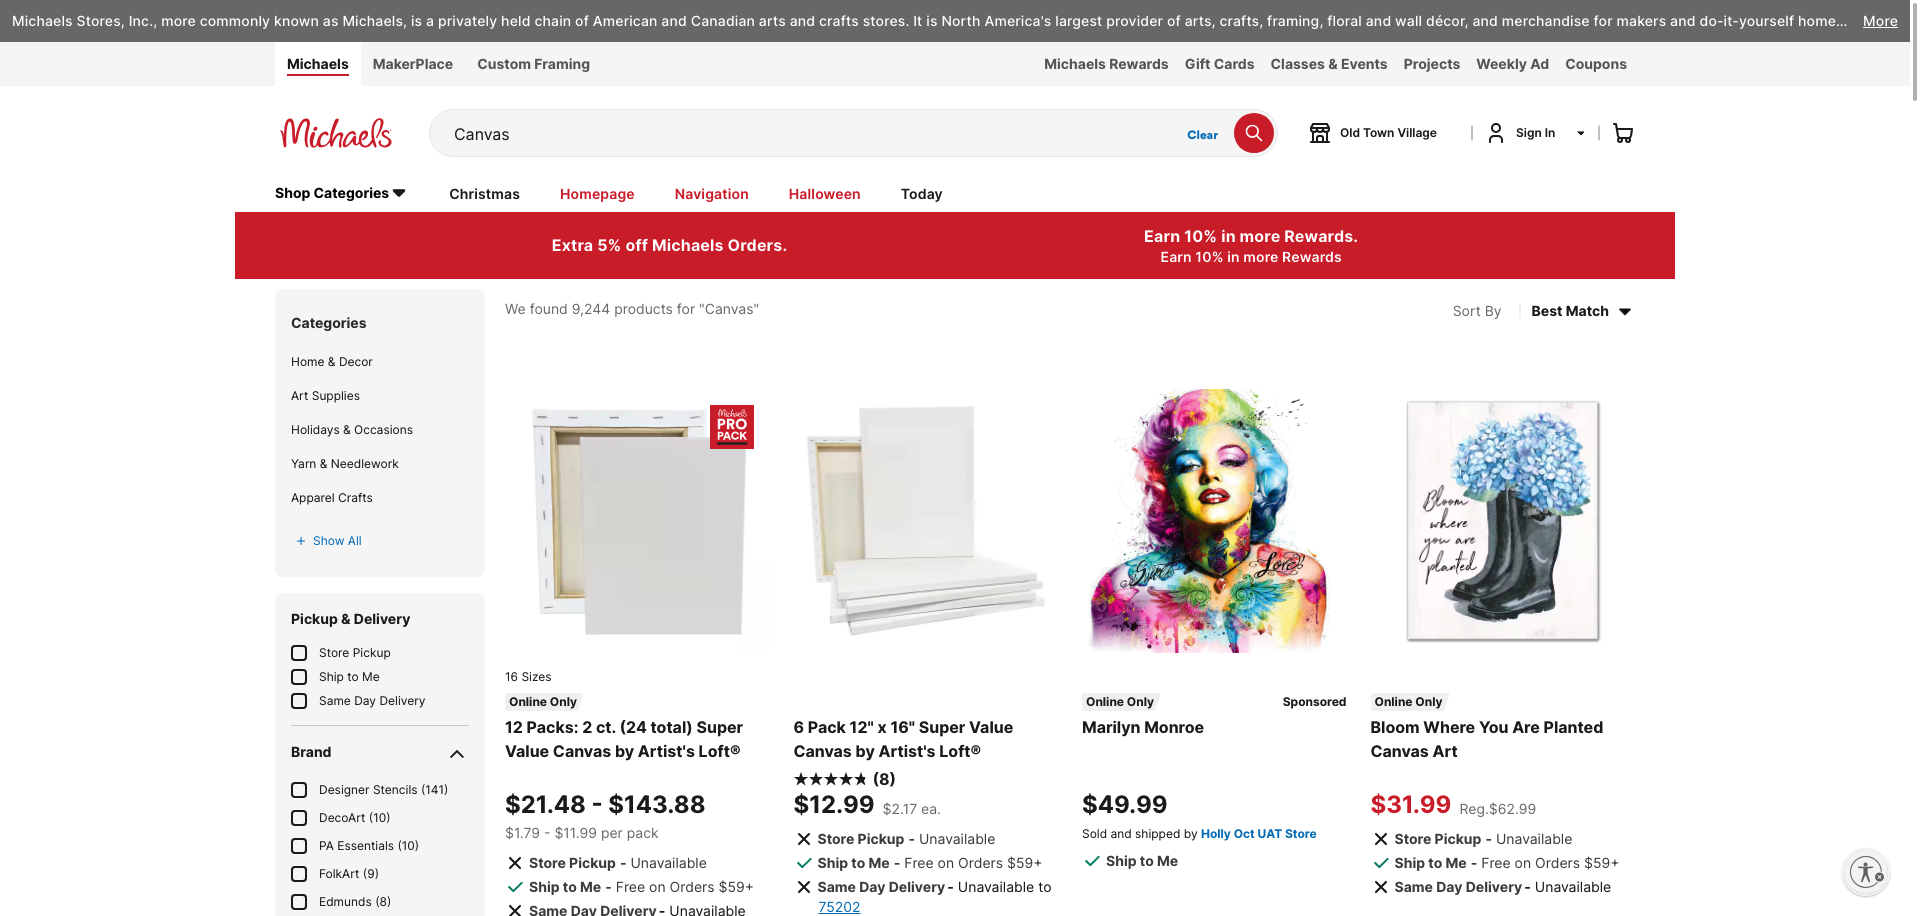 Michaels Stores, Inc., more commonly known as Michaels, is a privately held chain of American and Canadian arts and crafts stores. It is North America's largest provider of arts, crafts, framing, floral and wall décor, and merchandise for makers and do-it-yourself home... More
Michaels MakerPlace Custom Framing Michaels Rewards Gift Cards Classes & Events Projects Weekly Ad Coupons
Michaels Canvas Clear Old Town Village Sign In
Shop Categories Christmas Homepage Navigation Halloween Today
Extra 5% off Michaels Orders.
Earn 10% in more Rewards.
Earn 10% in more Rewards
Categories
Home & Decor
Art Supplies
Holidays & Occasions
Yarn & Needlework
Apparel Crafts
+ Show All
Pickup & Delivery
Store Pickup
Ship to Me
Same Day Delivery
Brand
Designer Stencils (141)
DecoArt (10)
PA Essentials (10)
FolkArt (9)
Edmunds (8)
We found 9,244 products for "Canvas"
Sort By Best Match
Michaels
PRO
PACK
16 Sizes
Online Only
12 Packs: 2 ct. (24 total) Super
Value Canvas by Artist's Loft®
$21.48 - $143.88
$1.79 - $11.99 per pack
Store Pickup - Unavailable
Ship to Me - Free on Orders $59+
Same Day Delivery - Unavailable
6 Pack 12" x 16" Super Value
Canvas by Artist's Loft®
(8)
$12.99 $2.17 ea.
Store Pickup - Unavailable
Ship to Me - Free on Orders $59+
Same Day Delivery - Unavailable to
75202
Sweet Love
Online Only Sponsored
Marilyn Monroe
$49.99
Sold and shipped by Holly Oct UAT Store
Ship to Me
Bloom
where
you are
planted
Online Only
Bloom Where You Are Planted
Canvas Art
$31.99 Reg.$62.99
Store Pickup - Unavailable
Ship to Me - Free on Orders $59+
Same Day Delivery - Unavailable